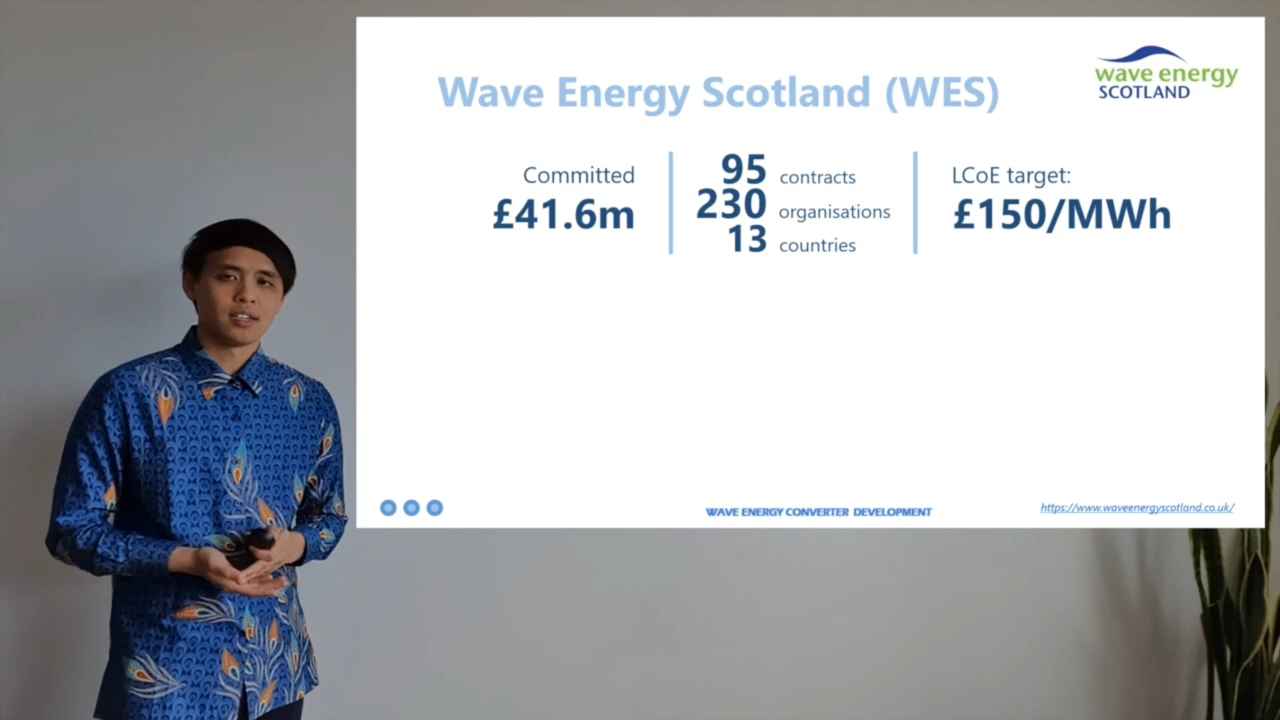 wave energy
SCOTLAND
Wave Energy Scotland (WES)
Committed
£41.6m
95 contracts
230 organisations
13 countries
LCoE target:
£150/MWh
WAVE ENERGY CONVERTER DEVELOPMENT
https://www.waveenergyscotland.co.uk/